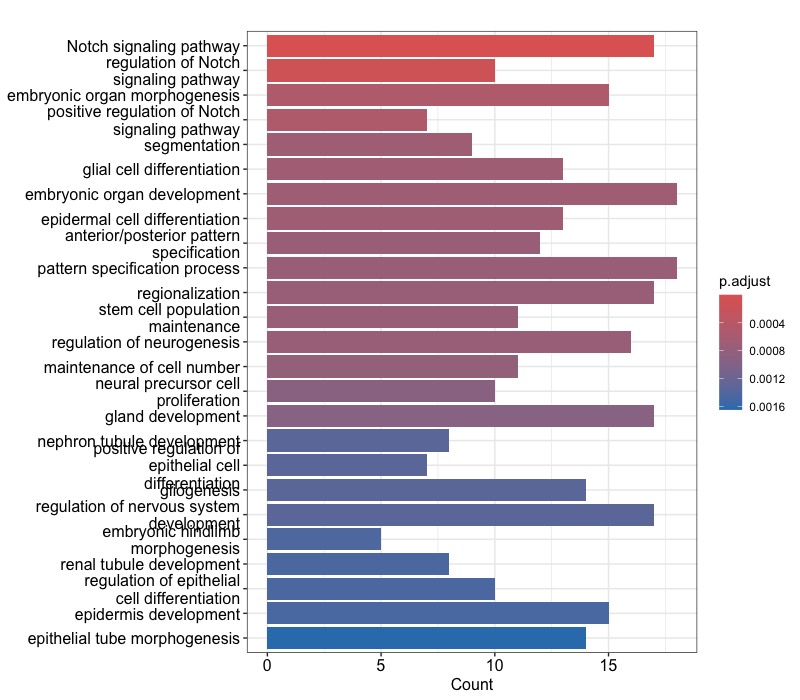 Notch signaling pathway
regulation of Notch
signaling pathway
embryonic organ morphogenesis
positive regulation of Notch
signaling pathway
segmentation
glial cell differentiation
embryonic organ development
epidermal cell differentiation
anterior/posterior pattern
specification
pattern specification process
regionalization
stem cell population
maintenance
regulation of neurogenesis
maintenance of cell number
neural precursor cell
proliferation
gland development
nephron tubule development
positive regulation of
epithelial cell
differentiation
gliogenesis
regulation of nervous system
development
embryonic hindlimb
morphogenesis
renal tubule development
regulation of epithelial
cell differentiation
epidermis development
epithelial tube morphogenesis
0 5 10 15
Count
p.adjust
0.0004
0.0008
0.0012
0.0016